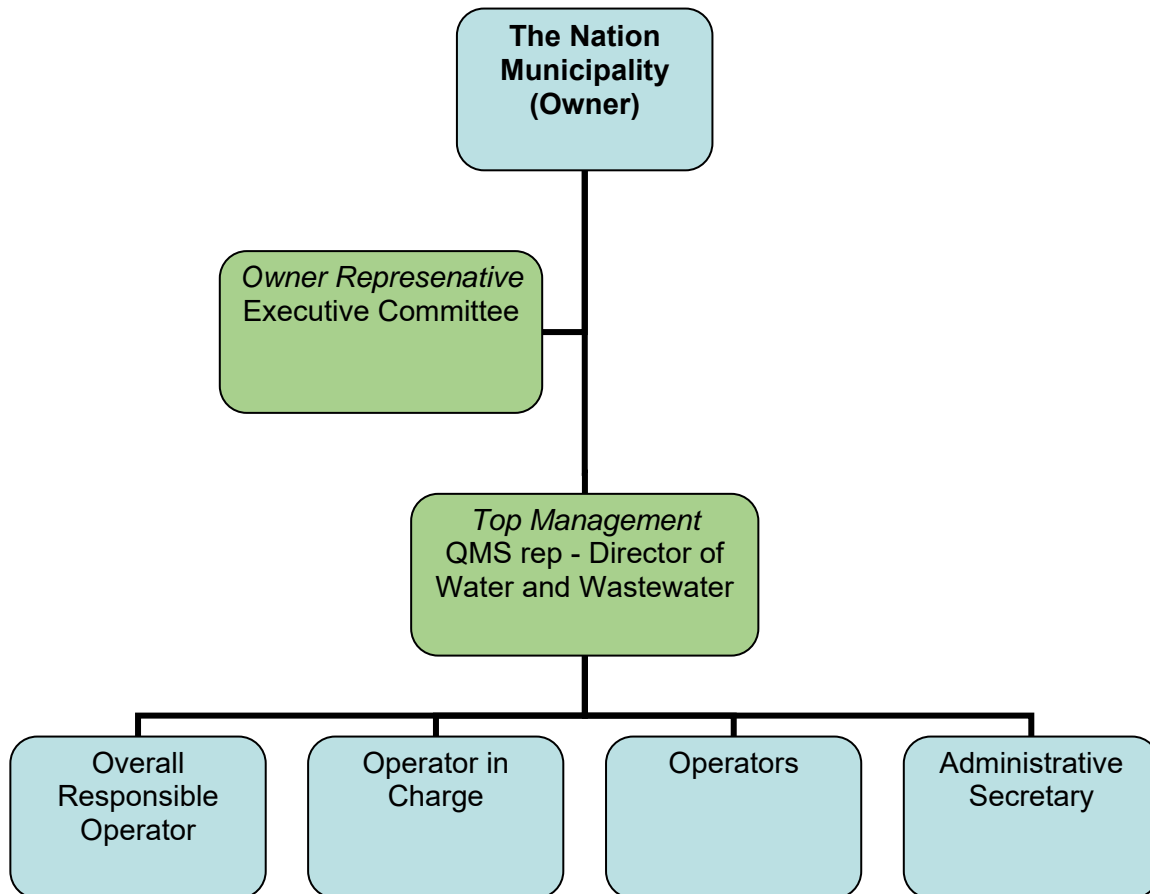 The Nation
Municipality
(Owner)
Owner Represenative
Executive Committee
Top Management
QMS rep - Director of
Water and Wastewater
Overall
Responsible
Operator
Operator in
Charge
Operators
Administrative
Secretary